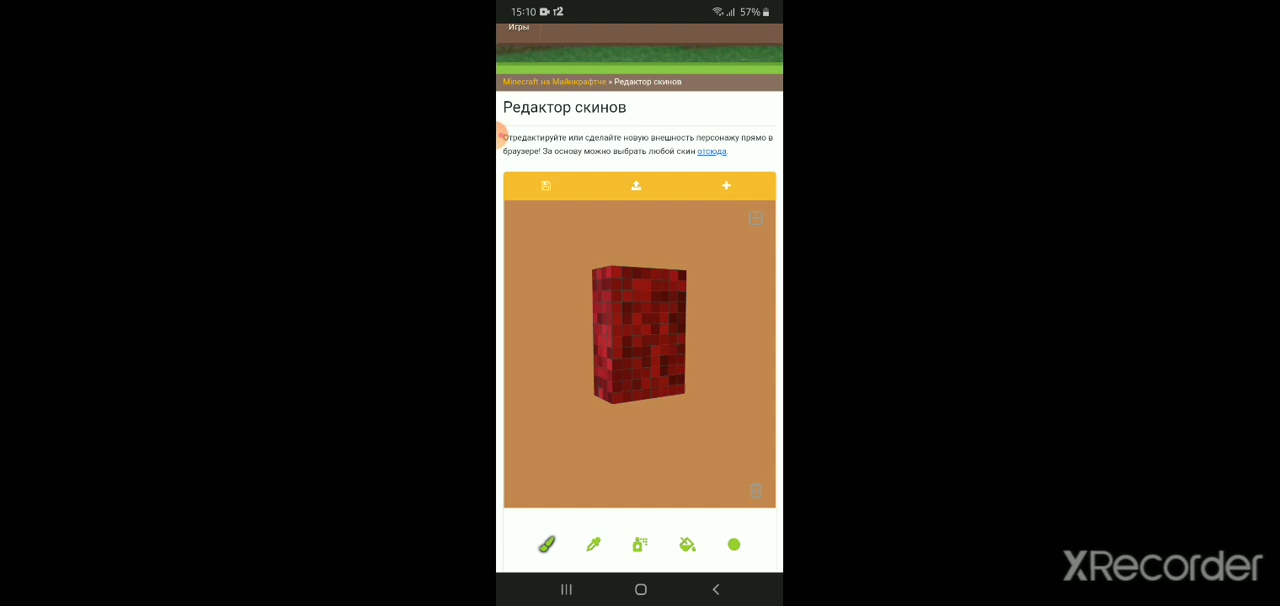 15:10 т2 57%
Игры
Minecraft на Майнкрафтче » Редактор скинов
Редактор скинов
Отредактируйте или сделайте новую внешность персонажу прямо в
браузере! За основу можно выбрать любой скин отсюда.
XRecorder